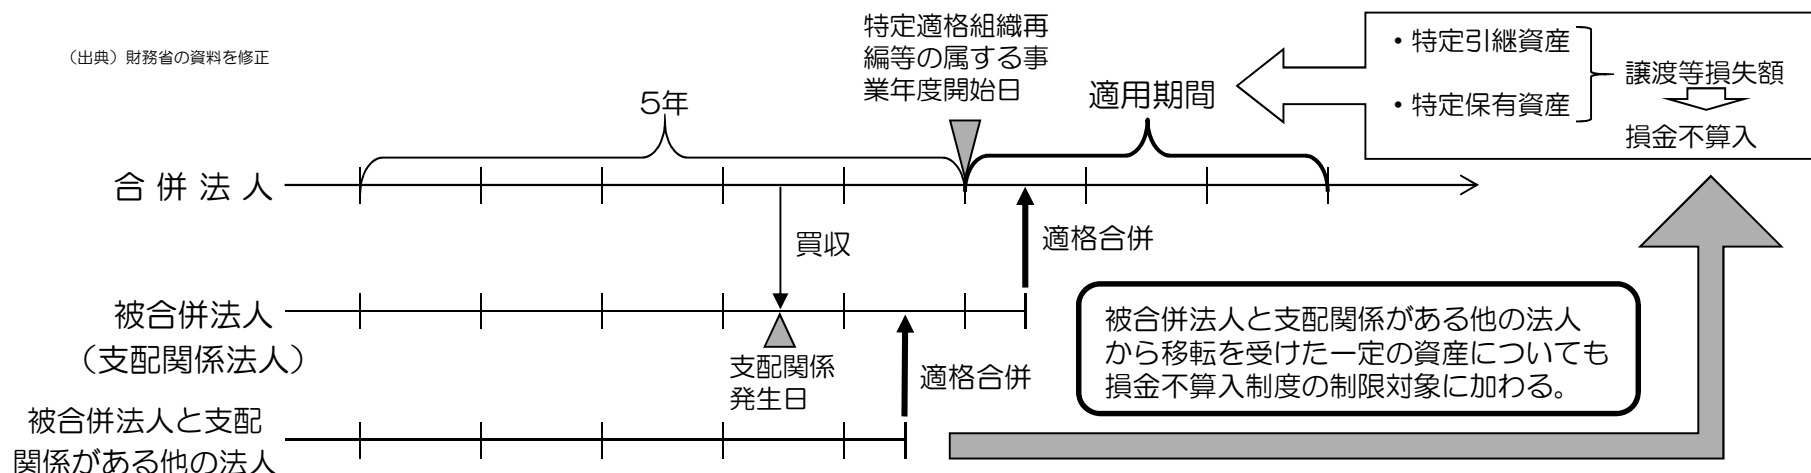 （出典）財務省の資料を修正
特定適格組織再
編等の属する事
業年度開始日
5年
適用期間
・特定引継資産
・特定保有資産
譲渡等損失額
損金不算入
合併法人
買収
適格合併
被合併法人
（支配関係法人）
支配関係
発生日
適格合併
被合併法人と支配関係がある他の法人
から移転を受けた一定の資産についても
損金不算入制度の制限対象に加わる。
被合併法人と支配
関係がある他の法人